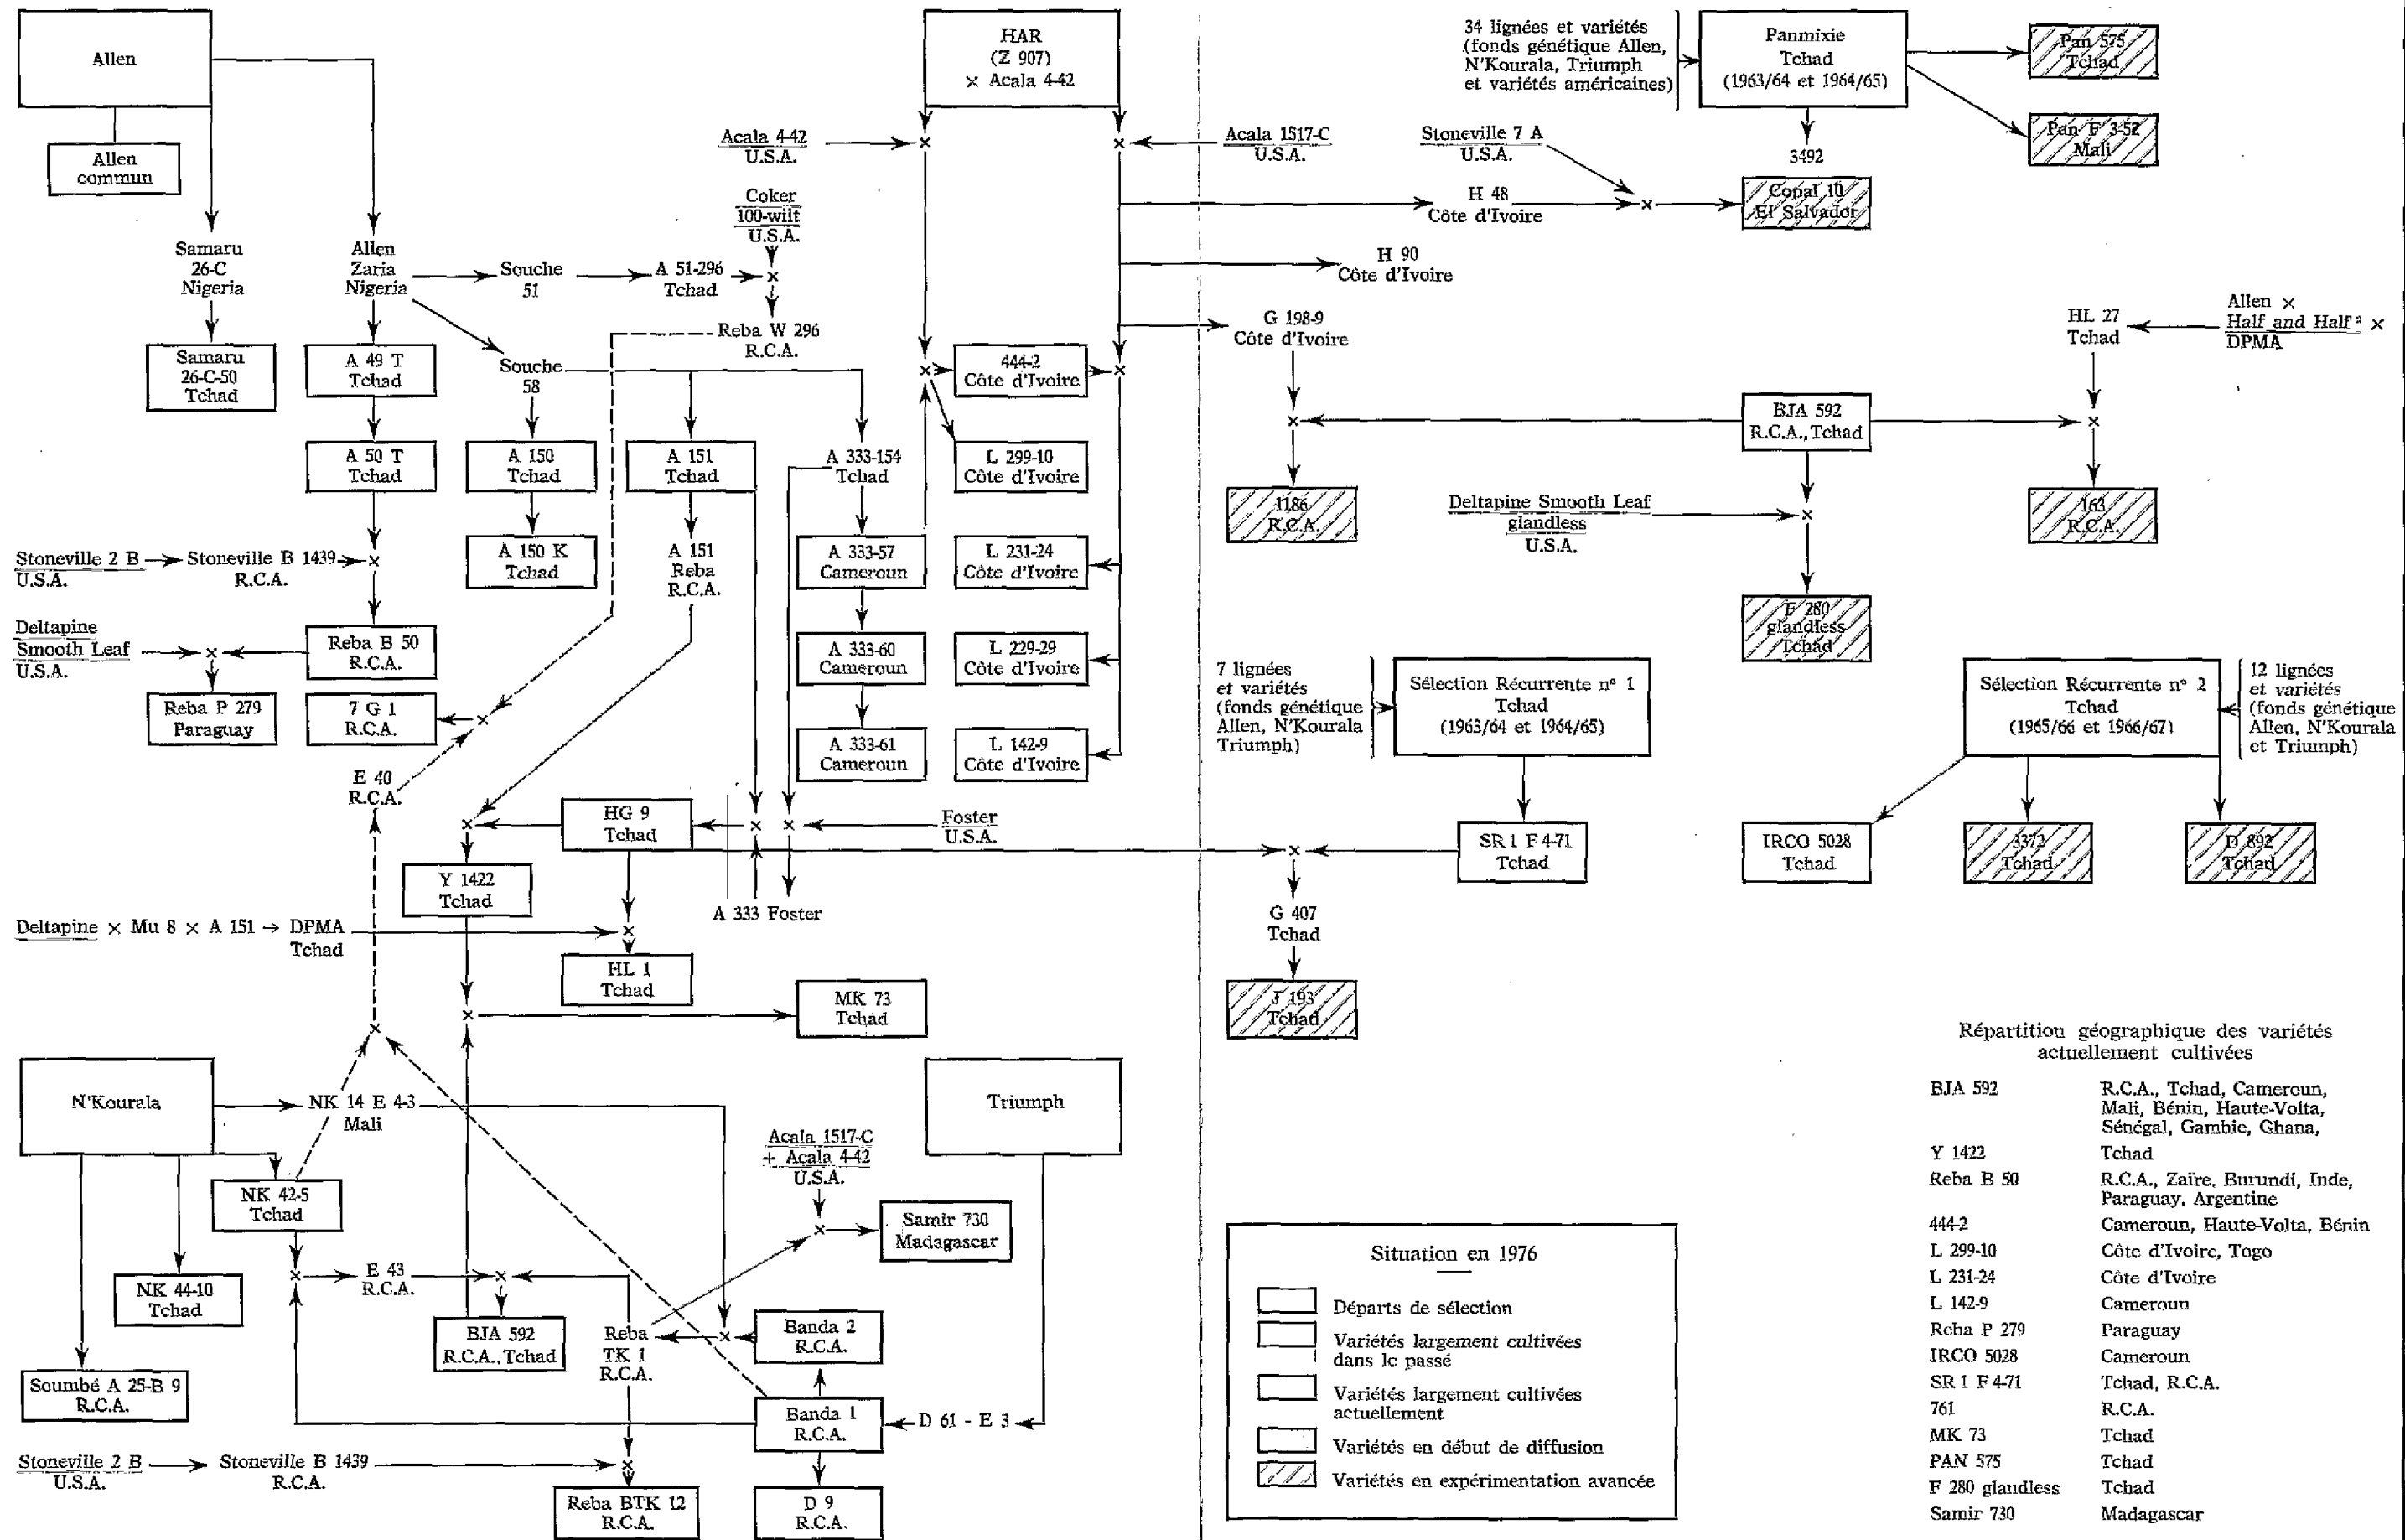 Allen
Allen
commun
Samaru
26-C
Nigeria
Samaru
26-C-50
Tchad
Allen
Zaria
Nigeria
A 49 T
Tchad
A 50 T
Tchad
Souche
51
A 51-296
Tchad
Coker
100-wilt
U.S.A.
Reba W 296
R.C.A.
Souche
58
A 150
Tchad
A 150 K
Tchad
A 151
Tchad
A 151
Reba
R.C.A.
A 333-154
Tchad
A 333-57
Cameroun
A 333-60
Cameroun
A 333-61
Cameroun
HAR
(Z 907)
× Acala 4-42
Acala 4-42
U.S.A.
×
×
Acala 1517-C
U.S.A.
×
444-2
Côte d'Ivoire
×
L 299-10
Côte d'Ivoire
L 231-24
Côte d'Ivoire
L 229-29
Côte d'Ivoire
L 142-9
Côte d'Ivoire
Stoneville 2 B
U.S.A.
Stoneville B 1439
R.C.A.
×
Deltapine
Smooth Leaf
U.S.A.
×
Reba B 50
R.C.A.
Reba P 279
Paraguay
7 G 1
R.C.A.
×
E 40
R.C.A.
×
HG 9
Tchad
×
×
Foster
U.S.A.
Y 1422
Tchad
A 333 Foster
Deltapine × Mu 8 × A 151 → DPMA
Tchad
×
HL 1
Tchad
×
MK 73
Tchad
×
N'Kourala
NK 14 E 4-3
Mali
Triumph
NK 42-5
Tchad
Acala 1517-C
+ Acala 4-42
U.S.A.
×
Samir 730
Madagascar
NK 44-10
Tchad
×
E 43
R.C.A.
×
BJA 592
R.C.A., Tchad
Reba
TK 1
R.C.A.
×
Banda 2
R.C.A.
Soumbé A 25-B 9
R.C.A.
Banda 1
R.C.A.
D 61 - E 3
Stoneville 2 B
U.S.A.
Stoneville B 1439
R.C.A.
×
Reba BTK 12
R.C.A.
D 9
R.C.A.
34 lignées et variétés
(fonds génétique Allen,
N'Kourala, Triumph
et variétés américaines)
Panmixie
Tchad
(1963/64 et 1964/65)
Pan 575
Tchad
Pan F 3-52
Mali
3492
Stoneville 7 A
U.S.A.
H 48
Côte d'Ivoire
×
Copal 10
El Salvador
H 90
Côte d'Ivoire
G 198-9
Côte d'Ivoire
HL 27
Tchad
Allen ×
Half and Half ² ×
DPMA
×
BJA 592
R.C.A., Tchad
×
1186
R.C.A.
Deltapine Smooth Leaf
glandless
U.S.A.
×
163
R.C.A.
F 280
glandless
Tchad
7 lignées
et variétés
(fonds génétique
Allen, N'Kourala
Triumph)
Sélection Récurrente n° 1
Tchad
(1963/64 et 1964/65)
Sélection Récurrente n° 2
Tchad
(1965/66 et 1966/67)
12 lignées
et variétés
(fonds génétique
Allen, N'Kourala
et Triumph)
×
SR 1 F 4-71
Tchad
IRCO 5028
Tchad
3372
Tchad
D 892
Tchad
G 407
Tchad
J 193
Tchad
Situation en 1976
Départs de sélection
Variétés largement cultivées
dans le passé
Variétés largement cultivées
actuellement
Variétés en début de diffusion
Variétés en expérimentation avancée
Répartition géographique des variétés
actuellement cultivées
BJA 592 R.C.A., Tchad, Cameroun,
Mali, Bénin, Haute-Volta,
Sénégal, Gambie, Ghana,
Y 1422 Tchad
Reba B 50 R.C.A., Zaïre, Burundi, Inde,
Paraguay, Argentine
444-2 Cameroun, Haute-Volta, Bénin
L 299-10 Côte d'Ivoire, Togo
L 231-24 Côte d'Ivoire
L 142-9 Cameroun
Reba P 279 Paraguay
IRCO 5028 Cameroun
SR 1 F 4-71 Tchad, R.C.A.
761 R.C.A.
MK 73 Tchad
PAN 575 Tchad
F 280 glandless Tchad
Samir 730 Madagascar